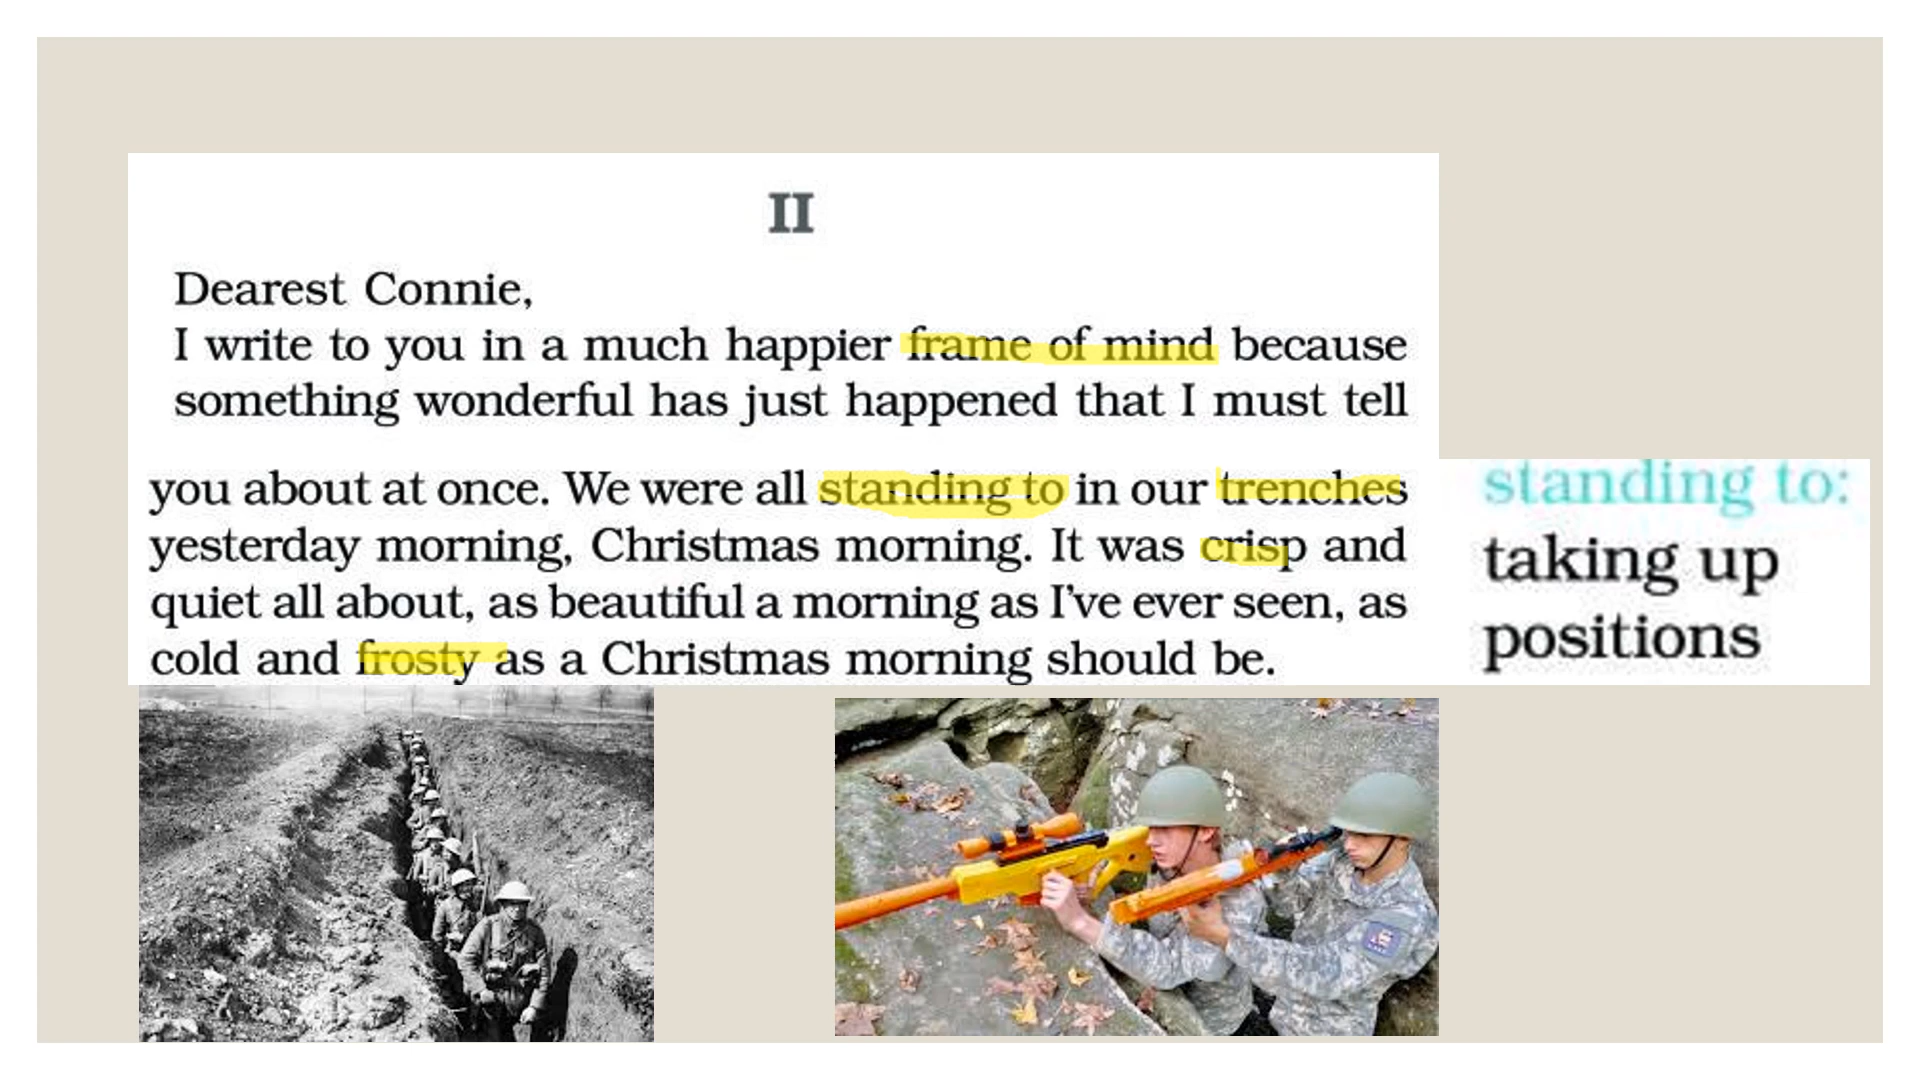 II
Dearest Connie,
I write to you in a much happier frame of mind because
something wonderful has just happened that I must tell
you about at once. We were all standing to in our trenches
yesterday morning, Christmas morning. It was crisp and
quiet all about, as beautiful a morning as I've ever seen, as
cold and frosty as a Christmas morning should be.
standing to:
taking up
positions